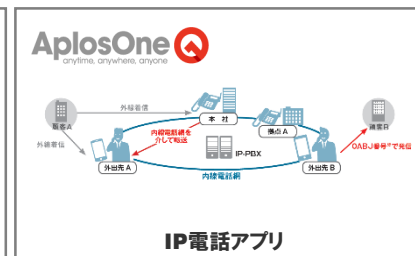 AplosOne
anytime, anywhere, anyone
外線着信
顧客A
本 社
拠点 A
顧客B
内線電話網を
介して転送
外線着信
IP-PBX
0ABJ番号※で発信
外出先 A
外出先 B
内線電話網
IP電話アプリ